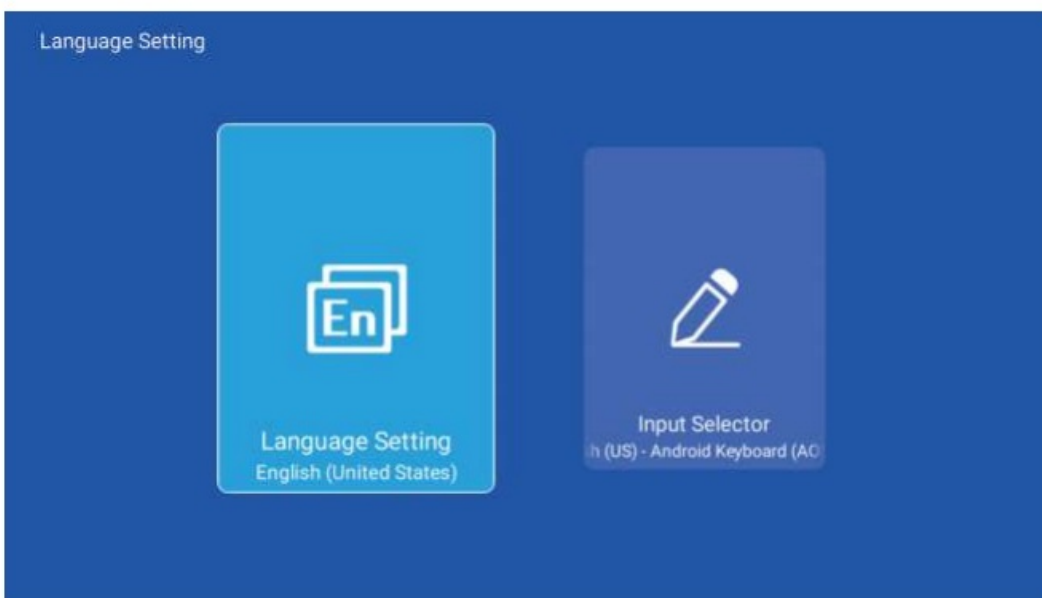 Language Setting
En
Language Setting
English (United States)
Input Selector
h (US) - Android Keyboard (AO